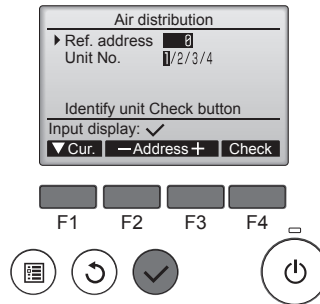 Air distribution
Ref. address 0
Unit No. 1/2/3/4
Identify unit Check button
Input display: ✓
▼ Cur. — Address + Check
F1 F2 F3 F4